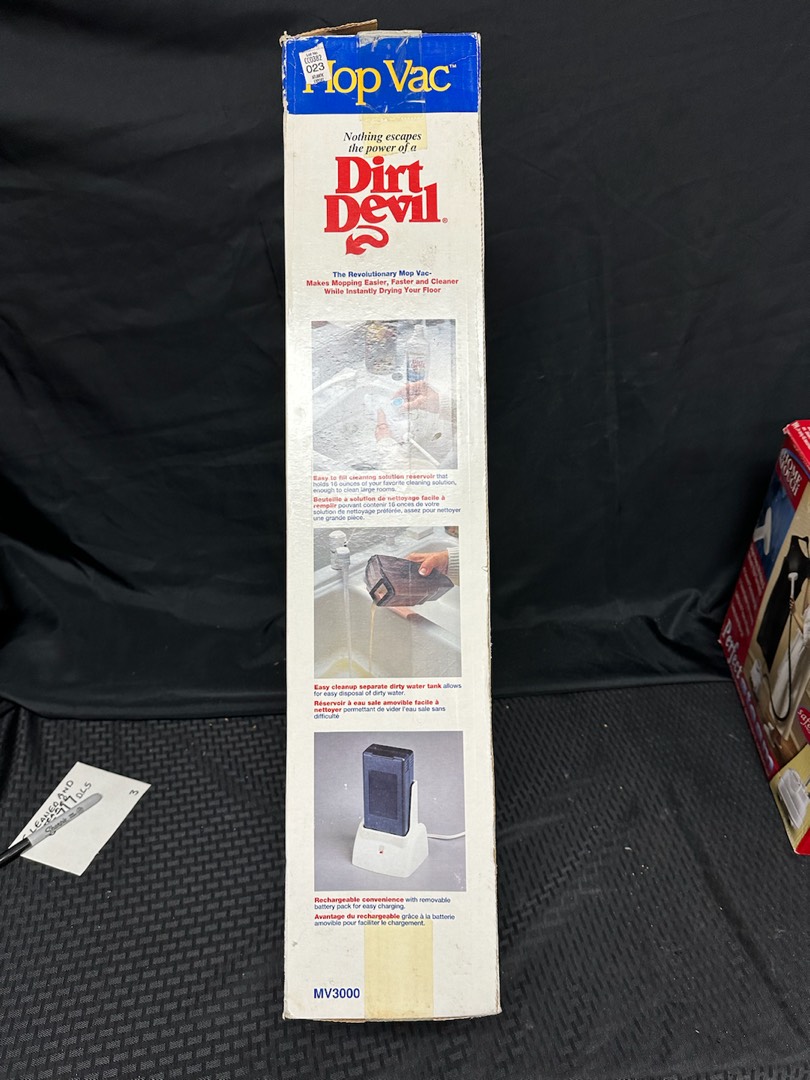 Mop Vac™
023
Nothing escapes
the power of a
Dirt
Devil®
The Revolutionary Mop Vac-
Makes Mopping Easier, Faster and Cleaner
While Instantly Drying Your Floor
Easy to fill cleaning solution reservoir that
holds 16 ounces of your favorite cleaning solution,
enough to clean large rooms.
Bouteille a solution de nettoyage facile à
remplir pouvant contenir 16 onces de votre
solution de nettoyage préférée, assez pour nettoyer
une grande pièce.
Easy cleanup separate dirty water tank allows
for easy disposal of dirty water.
Réservoir à eau sale amovible facile à
nettoyer permettant de vider l'eau sale sans
difficulté
Rechargeable convenience with removable
battery pack for easy charging.
Avantage du rechargeable grâce à la batterie
amovible pour faciliter le chargement.
MV3000
Sharpie
3